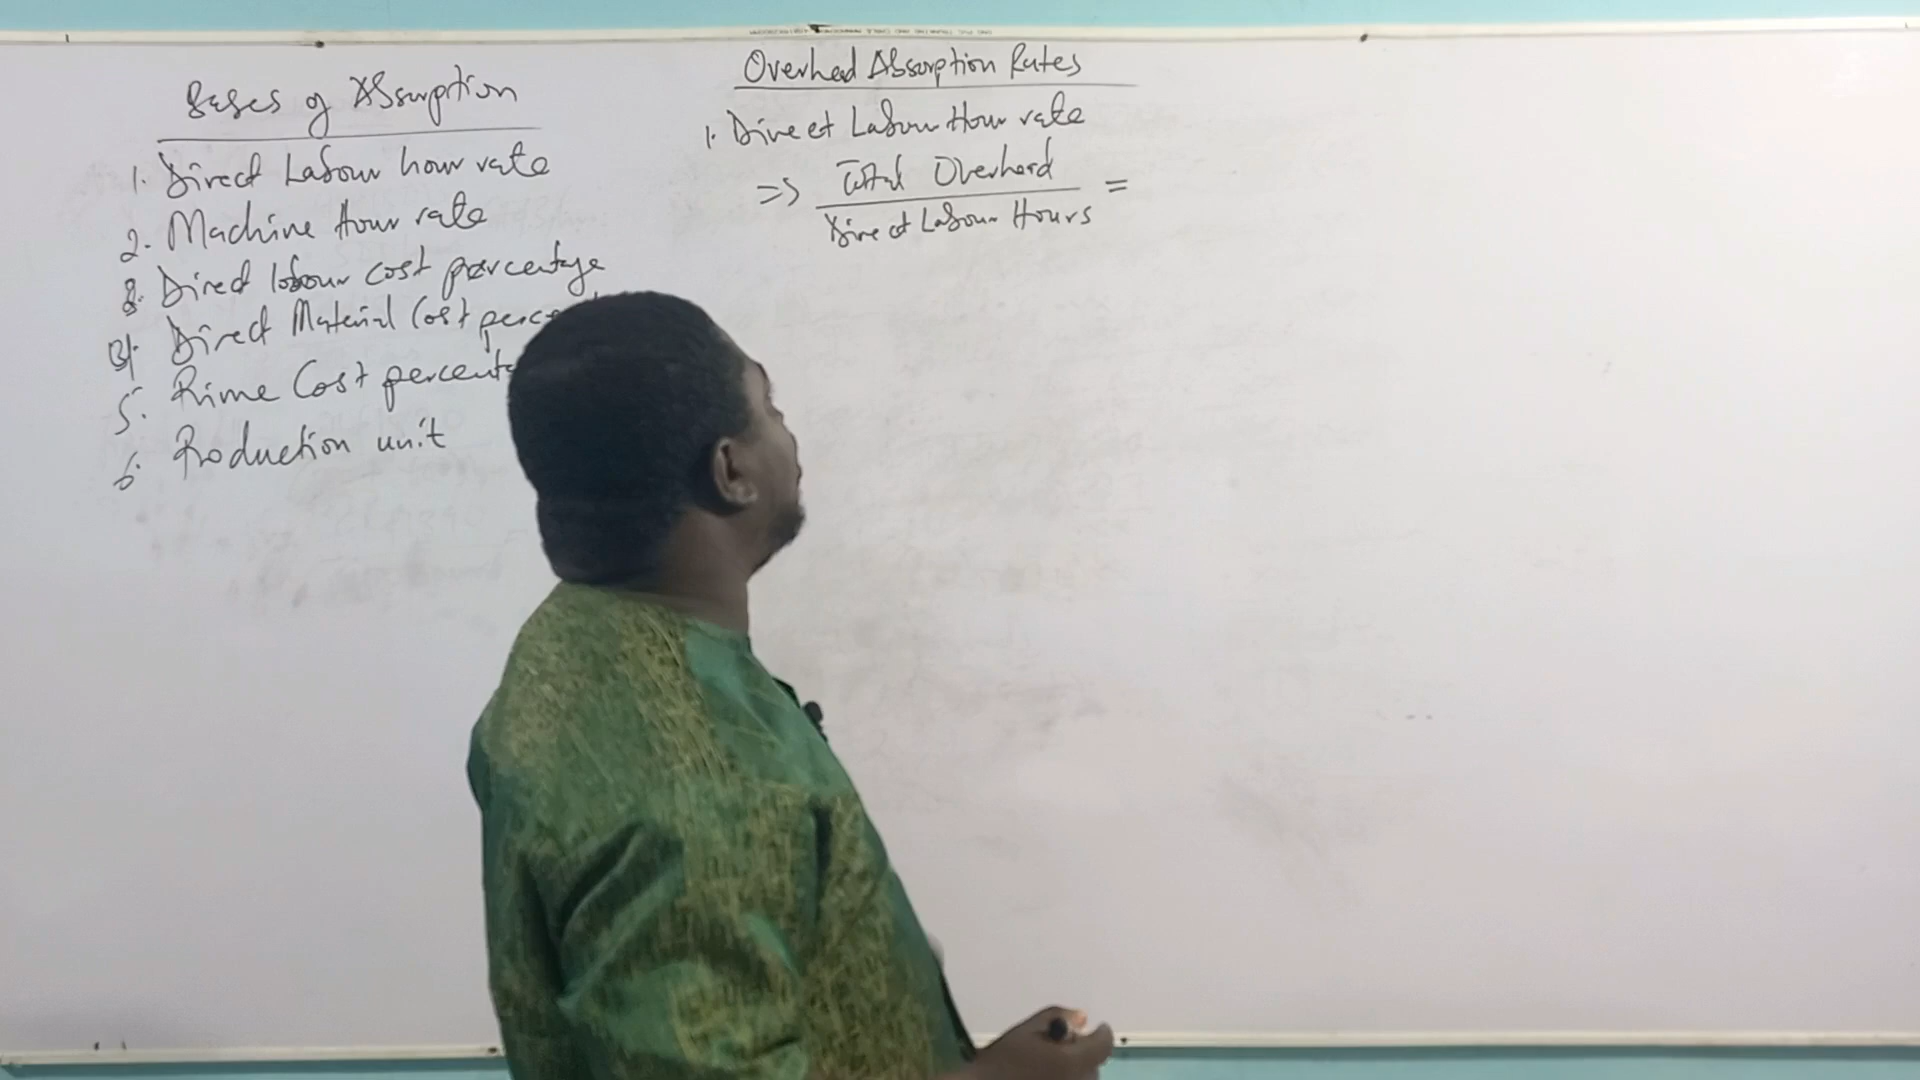 Bases of Absorption
1. Direct Labour hour rate
2. Machine Hour rate
3. Direct labour cost percentage
4. Direct Material Cost perc
5. Prime Cost percenta
6. Production unit
Overhead Absorption Rates
1. Direct Labour Hour rate
=> Total Overhead =
Direct Labour Hours